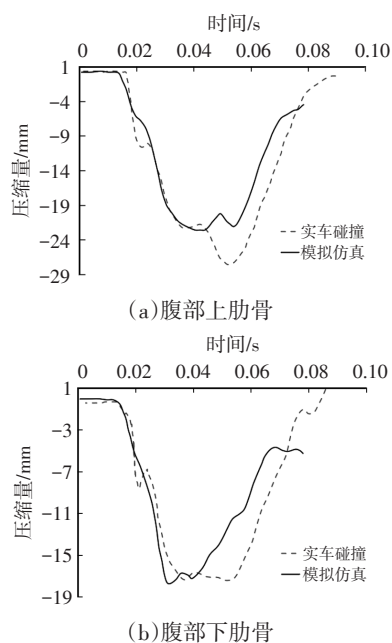 时间/s
0 0.02 0.04 0.06 0.08 0.10
1
-4
-9
-14
-19
-24
-29
压缩量/mm
实车碰撞
模拟仿真
(a)腹部上肋骨
时间/s
0 0.02 0.04 0.06 0.08 0.10
1
-3
-7
-11
-15
-19
压缩量/mm
实车碰撞
模拟仿真
(b)腹部下肋骨